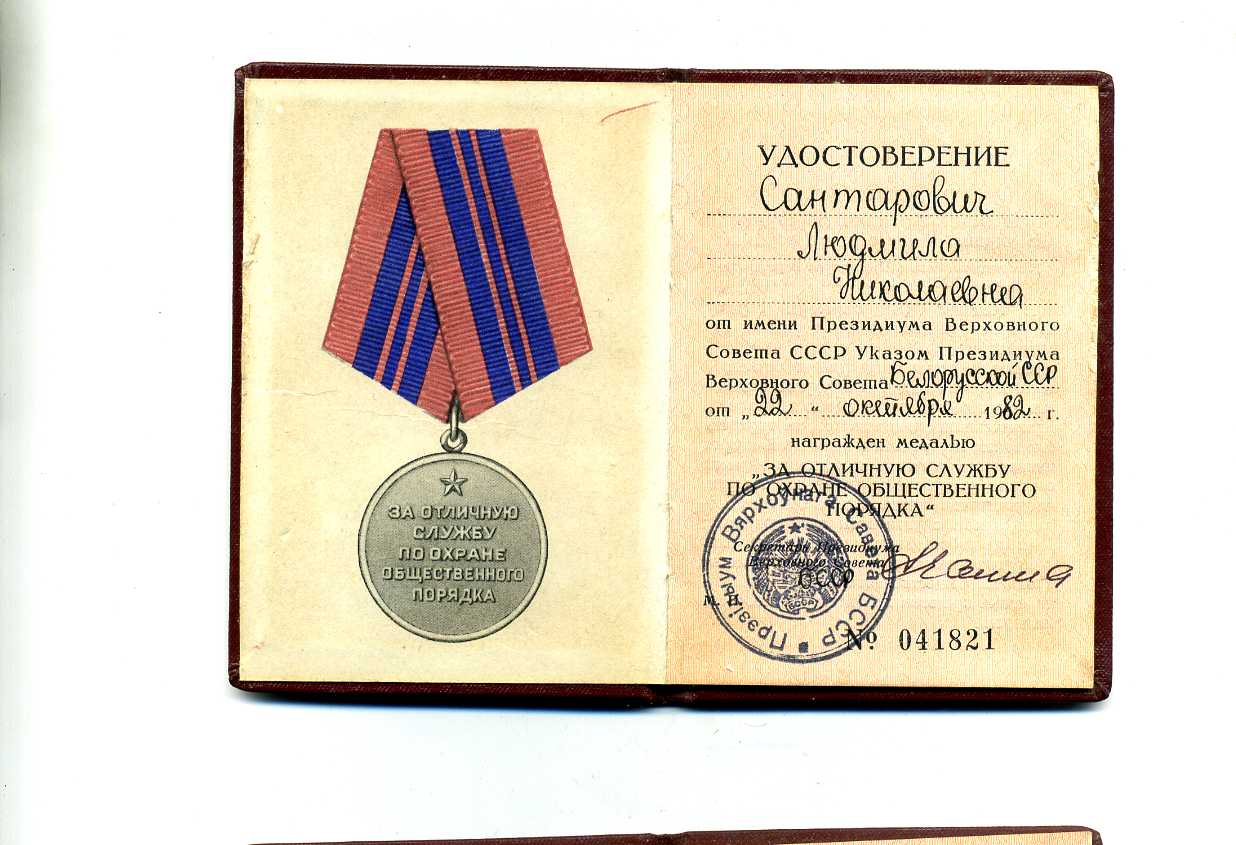 ЗА ОТЛИЧНУЮ
СЛУЖБУ
ПО ОХРАНЕ
ОБЩЕСТВЕННОГО
ПОРЯДКА
УДОСТОВЕРЕНИЕ
Сантарович
Людмила
Николаевна
от имени Президиума Верховного
Совета СССР Указом Президиума
Верховного Совета Белорусской ССР
от „22“ октября 1982 г.
награжден медалью
„ЗА ОТЛИЧНУЮ СЛУЖБУ
ПО ОХРАНЕ ОБЩЕСТВЕННОГО
ПОРЯДКА“
Секретарь Президиума
Верховного Совета
БССР
М. П.
Прэзідыум Вярхоўнага Савета БССР
№ 041821